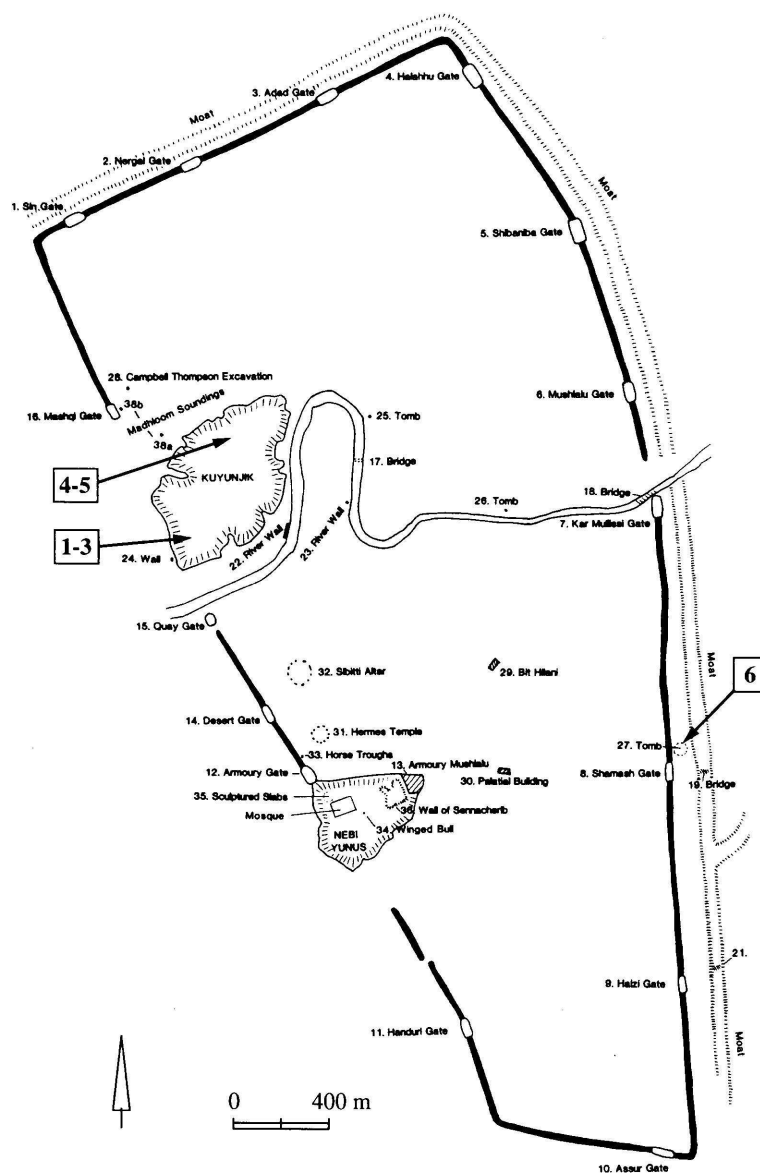 Moat
3. Adad Gate
4. Halahhu Gate
2. Nergal Gate
Moat
1. Sin Gate
5. Shibaniba Gate
28. Campbell Thompson Excavation
38b
16. Mashqi Gate
Madhloom Soundings
38a
6. Mushlalu Gate
25. Tomb
4-5
KUYUNJIK
17. Bridge
26. Tomb
18. Bridge
7. Kar Mullissi Gate
1-3
24. Wall
22. River Wall
23. River Wall
15. Quay Gate
32. Sibitti Altar
29. Bit Hilani
Moat
6
14. Desert Gate
31. Hermes Temple
27. Tomb
33. Horse Troughs
12. Armoury Gate
13. Armoury Mushlalu
30. Palatial Building
8. Shamash Gate
19. Bridge
35. Sculptured Slabs
36. Wall of Sennacherib
Mosque
34. Winged Bull
NEBI
YUNUS
21.
9. Halzi Gate
11. Handuri Gate
Moat
0 400 m
10. Assur Gate